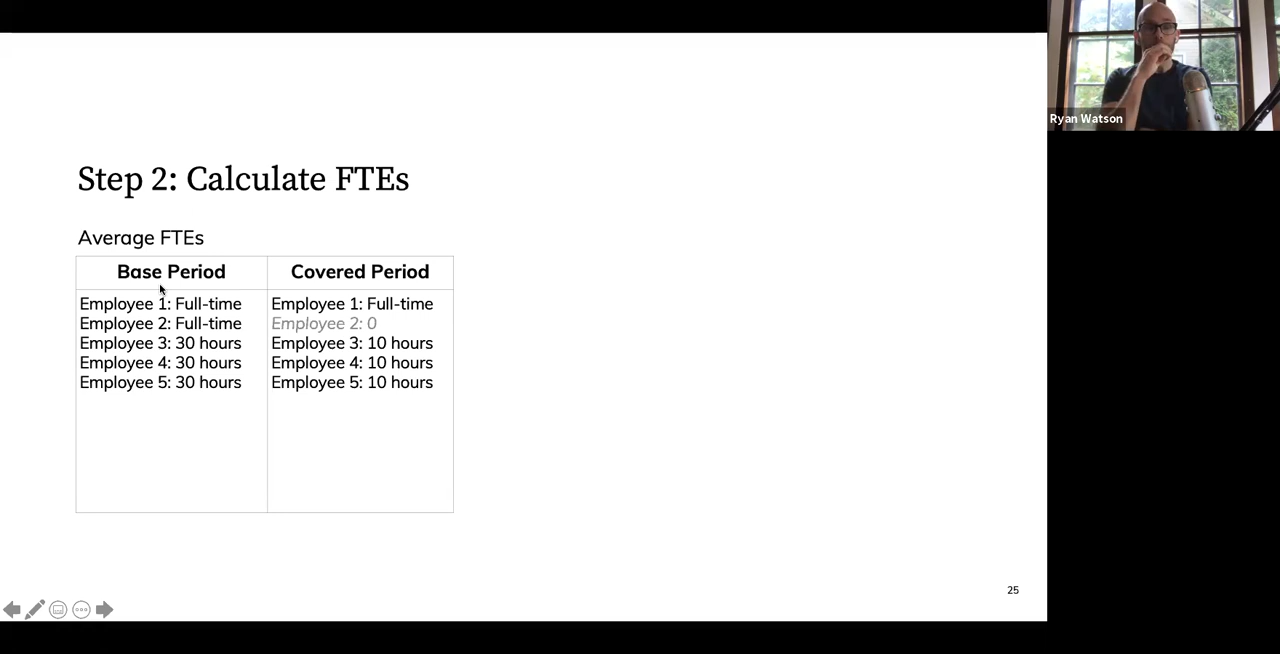 Ryan Watson
Step 2: Calculate FTEs
Average FTEs
Base Period
Covered Period
Employee 1: Full-time
Employee 2: Full-time
Employee 3: 30 hours
Employee 4: 30 hours
Employee 5: 30 hours
Employee 1: Full-time
Employee 2: 0
Employee 3: 10 hours
Employee 4: 10 hours
Employee 5: 10 hours
25